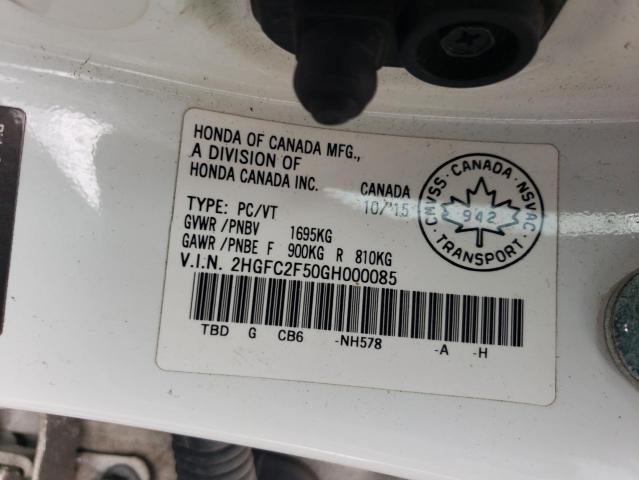 HONDA OF CANADA MFG.,
A DIVISION OF
HONDA CANADA INC.
CANADA
TYPE: PC/VT
10/'15
GVWR/PNBV 1695KG
GAWR/PNBE F 900KG R 810KG
V.I.N. 2HGFC2F50GH000085
TBD G CB6 -NH578 -A -H
CMVSS·CANADA·NSVAC
942
TRANSPORT